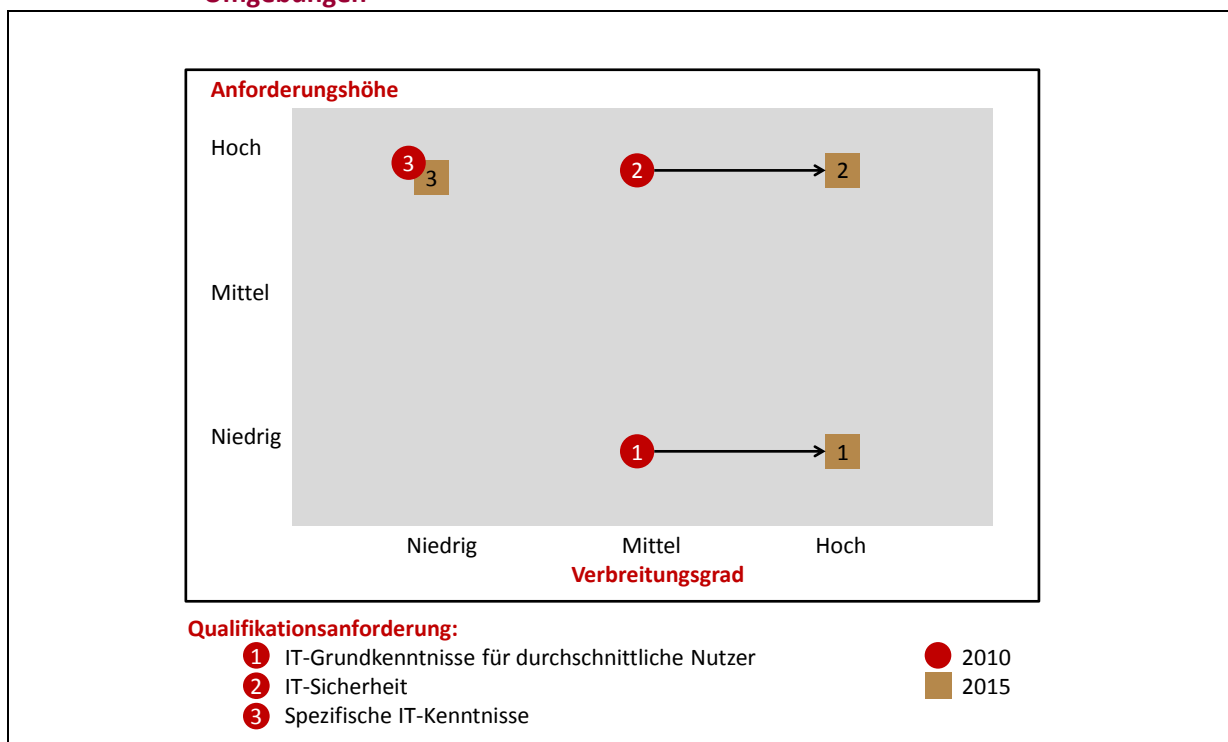 Umgebungen
Anforderungshöhe
Hoch
3
3
2
2
Mittel
Niedrig
1
1
Niedrig Mittel Hoch
Verbreitungsgrad
Qualifikationsanforderung:
1 IT-Grundkenntnisse für durchschnittliche Nutzer
2 IT-Sicherheit
3 Spezifische IT-Kenntnisse
2010
2015